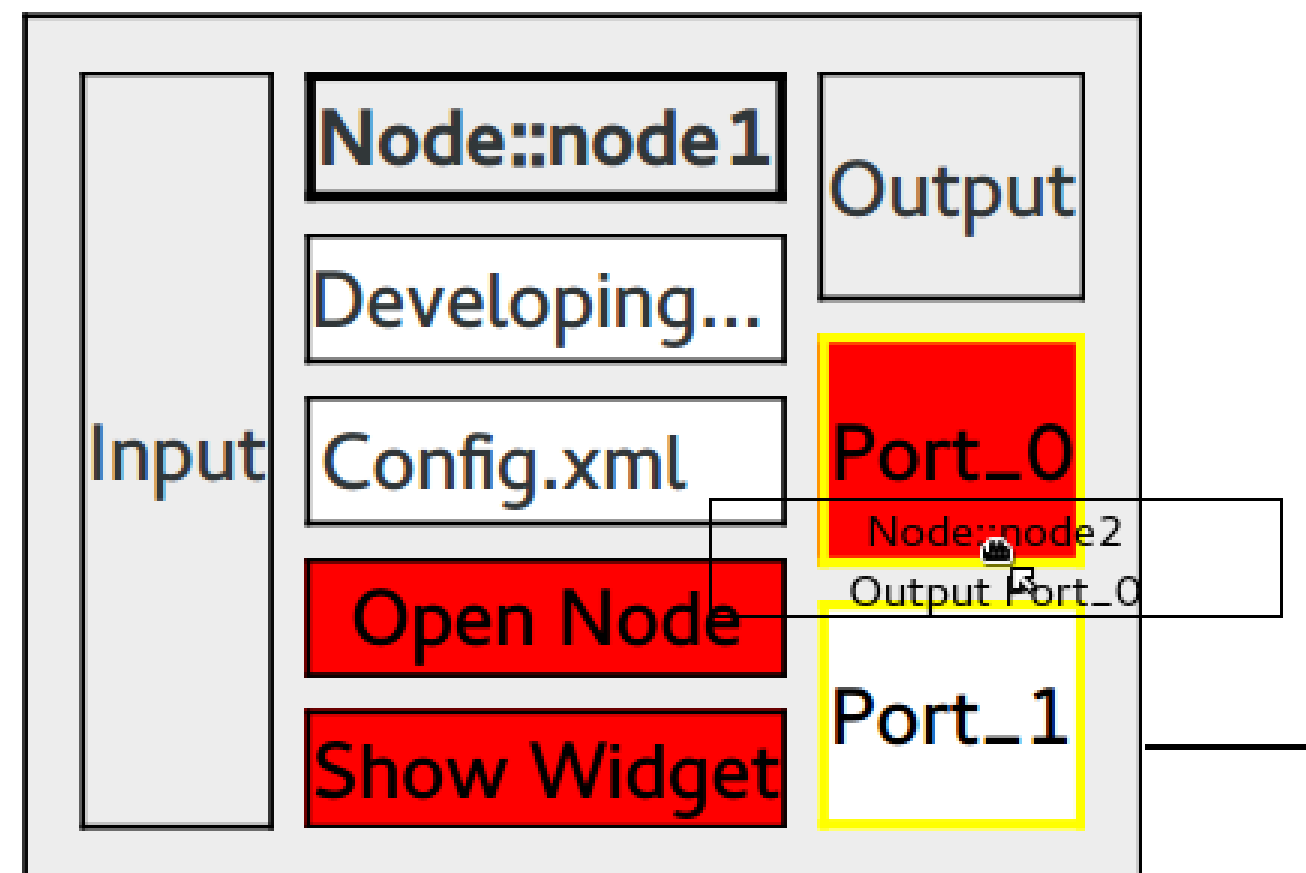 Node::node1
Output
Developing...
Input
Config.xml
Port_0
Node::node2
Output Port_0
Open Node
Port_1
Show Widget